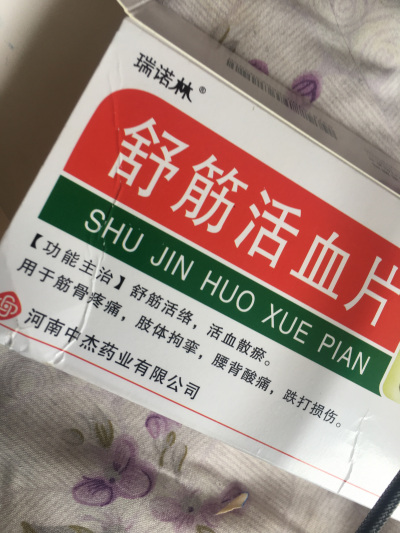 瑞诺林®
舒筋活血片
SHU JIN HUO XUE PIAN
【功能主治】舒筋活络，活血散瘀。
用于筋骨疼痛，肢体拘挛，腰背酸痛，跌打损伤。
河南中杰药业有限公司